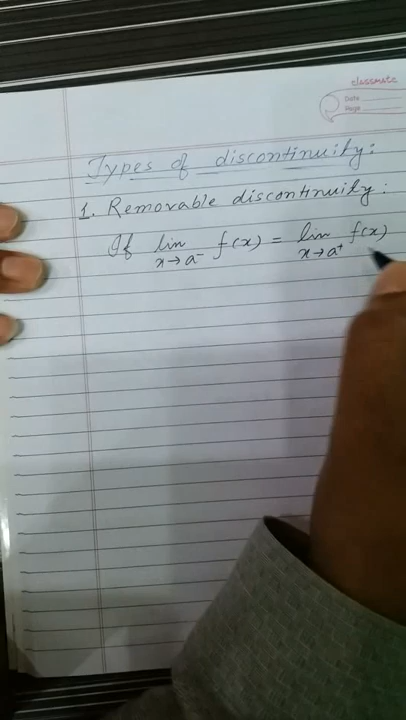 classmate
Date
Page
Types of discontinuity:
1. Removable discontinuity:
If lim x→a⁻ f(x) = lim x→a⁺ f(x)